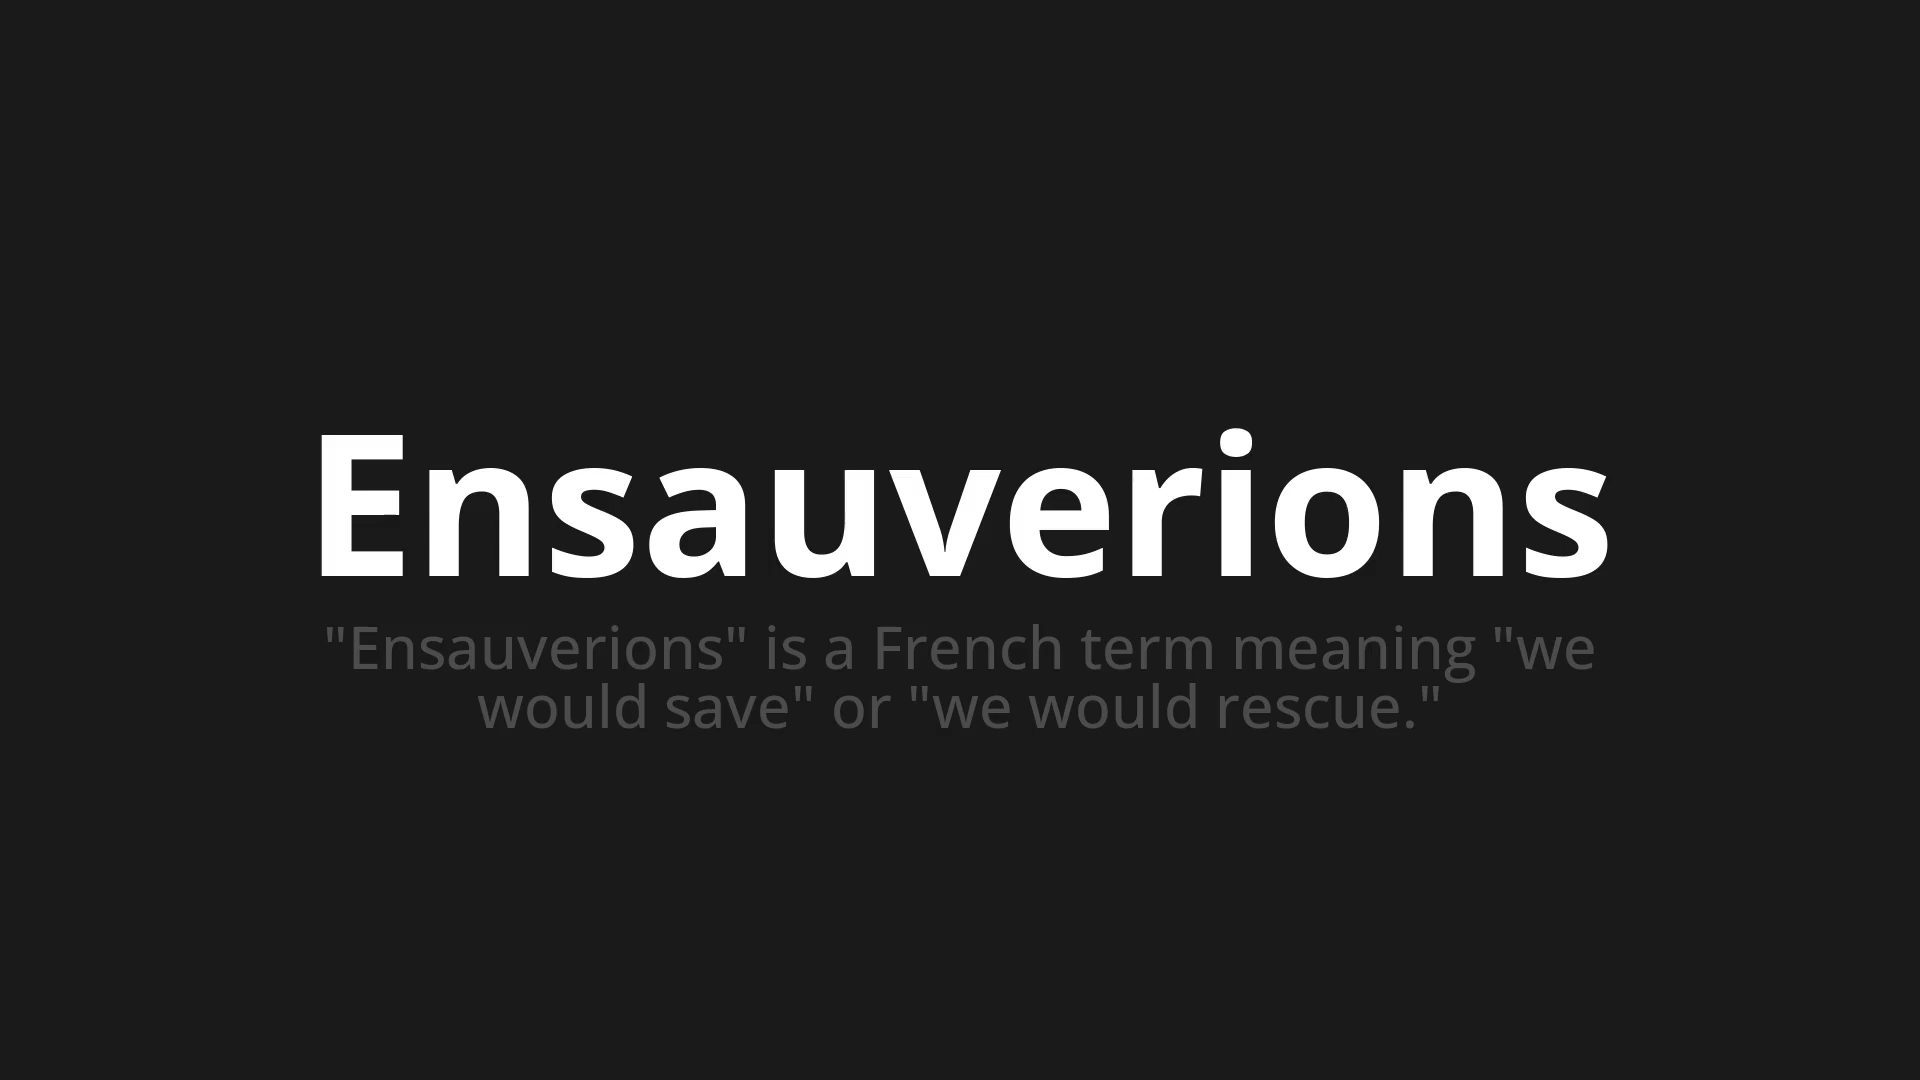 Ensauverions
"Ensauverions" is a French term meaning "we
would save" or "we would rescue."